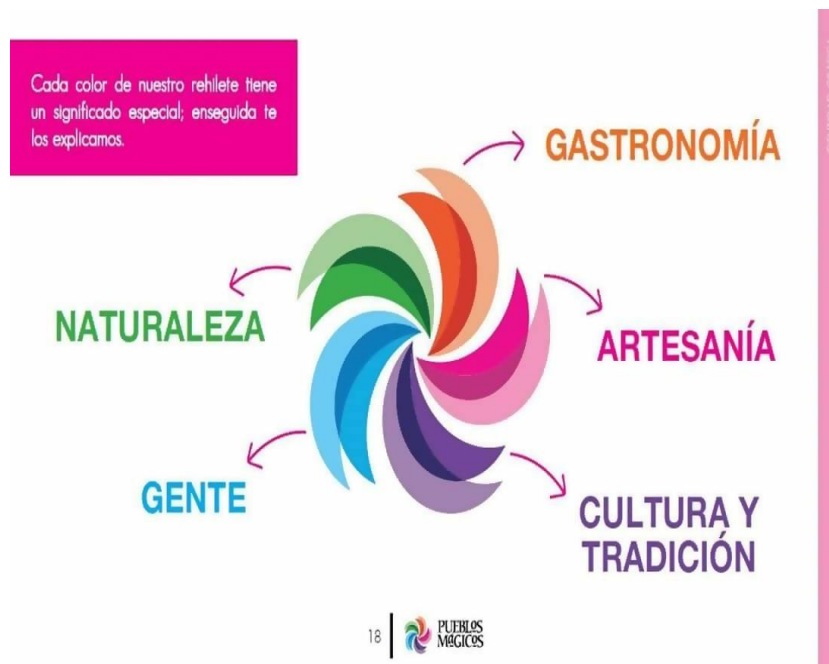 Cada color de nuestro rehilete tiene
un significado especial; enseguida te
los explicamos.
GASTRONOMÍA
NATURALEZA
ARTESANÍA
GENTE
CULTURA Y
TRADICIÓN
18
PUEBLOS
MÁGICOS